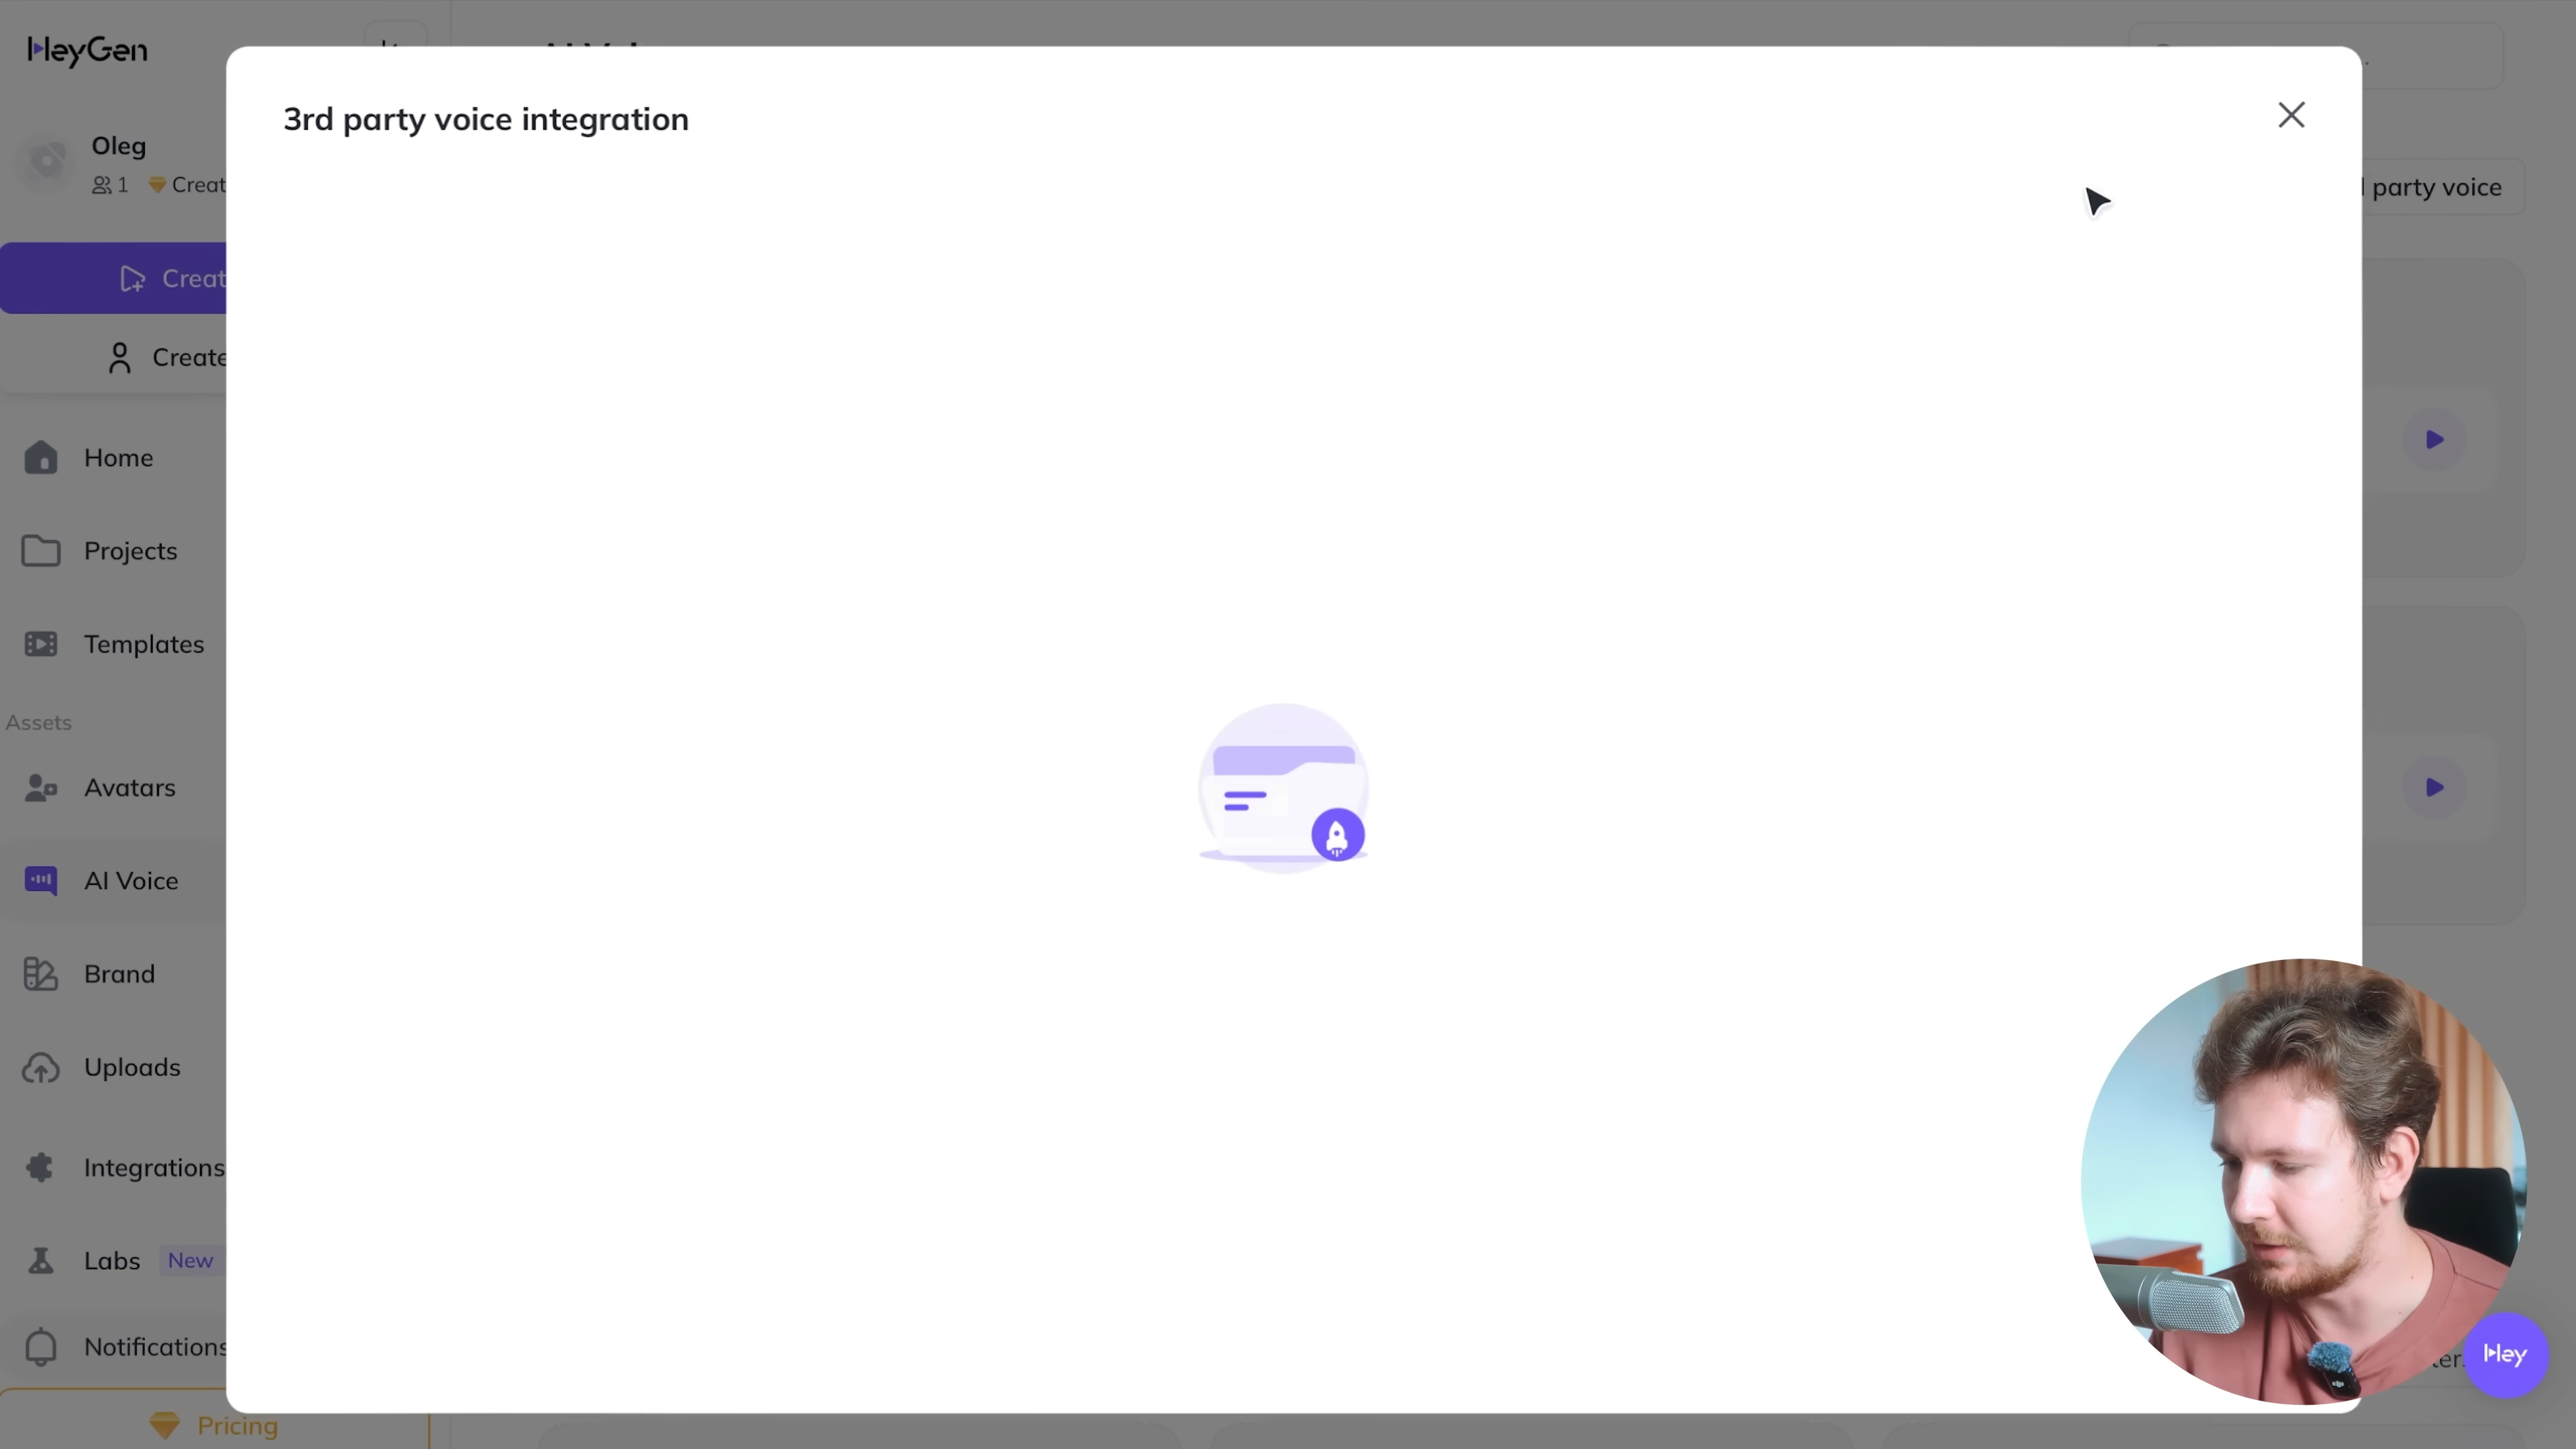 HeyGen
3rd party voice integration
Oleg
1 Creat
party voice
Creat
Create
Home
Projects
Templates
Assets
Avatars
AI Voice
Brand
Uploads
Integrations
Labs New
Notifications
Hey
Pricing